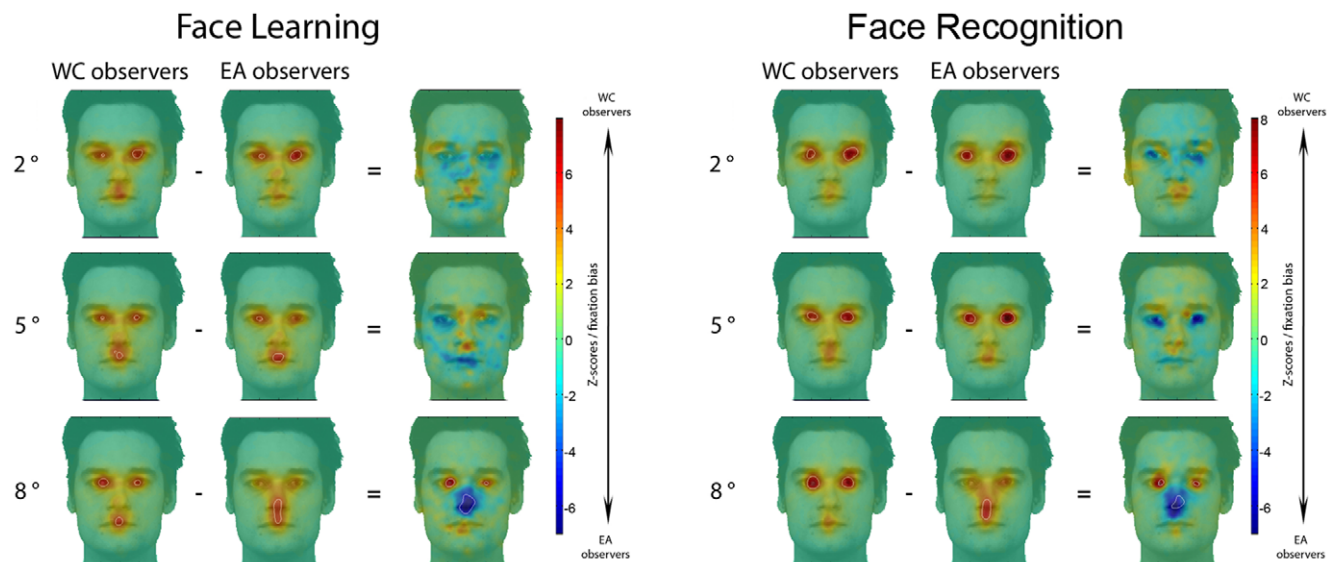 Face Learning
WC observers EA observers
2 °
-
=
5 °
-
=
8 °
-
=
6
4
2
0
-2
-4
-6
WC
observers
Z-scores / fixation bias
EA
observers
Face Recognition
WC observers EA observers
2 °
-
=
5 °
-
=
8 °
-
=
8
6
4
2
0
-2
-4
-6
WC
observers
Z-scores / fixation bias
EA
observers